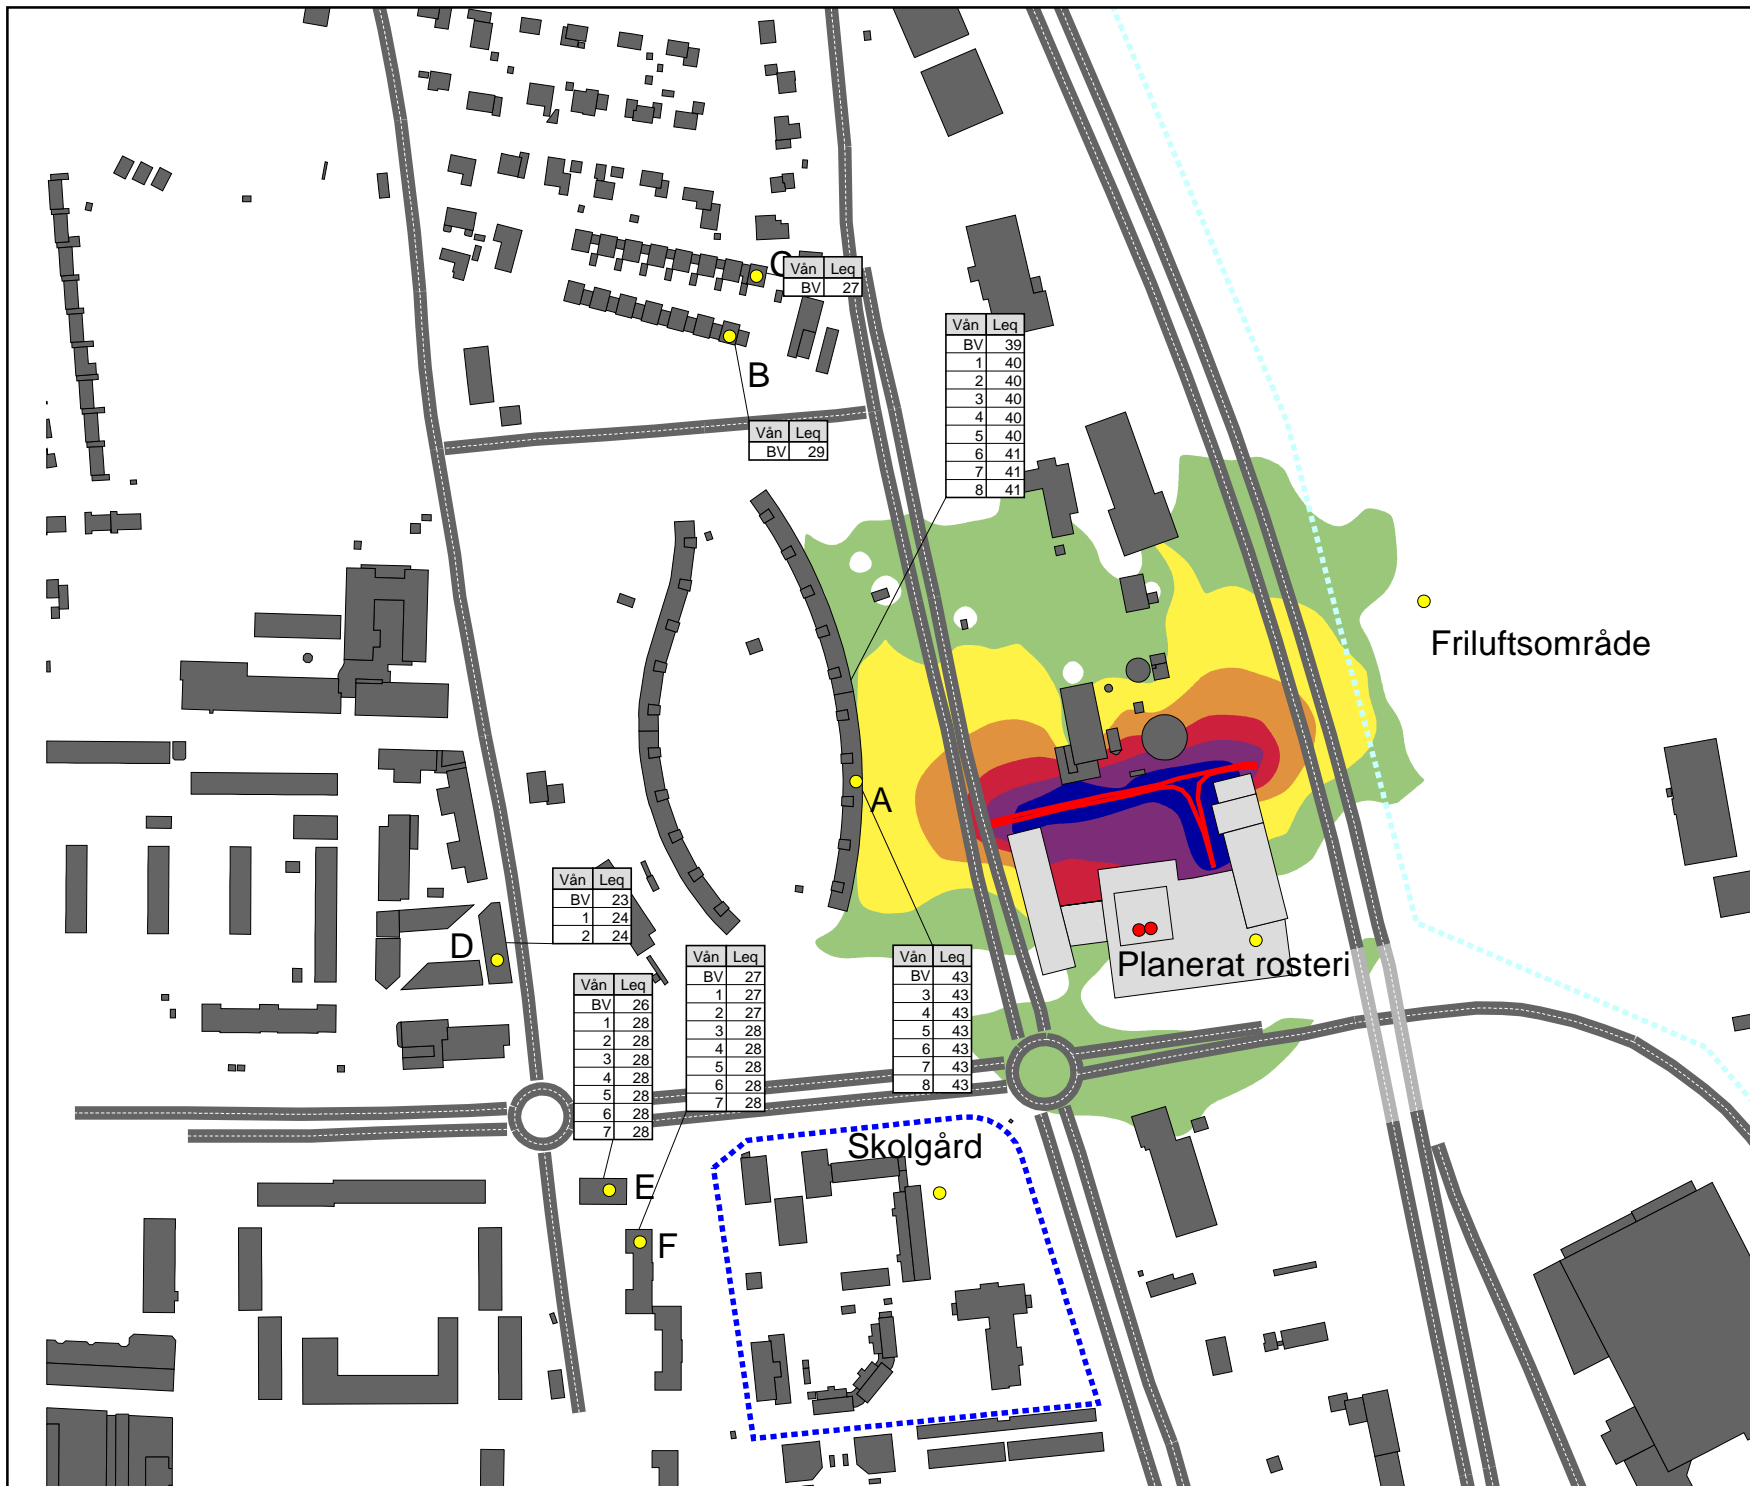 C
Vån Leq
BV 27
B
Vån Leq
BV 29
Vån Leq
BV 39
1 40
2 40
3 40
4 40
5 40
6 41
7 41
8 41
Friluftsområde
A
Vån Leq
BV 23
1 24
2 24
D
Vån Leq
BV 26
1 28
2 28
3 28
4 28
5 28
6 28
7 28
Vån Leq
BV 27
1 27
2 27
3 28
4 28
5 28
6 28
7 28
Vån Leq
BV 43
3 43
4 43
5 43
6 43
7 43
8 43
Planerat rosteri
Skolgård
E
F